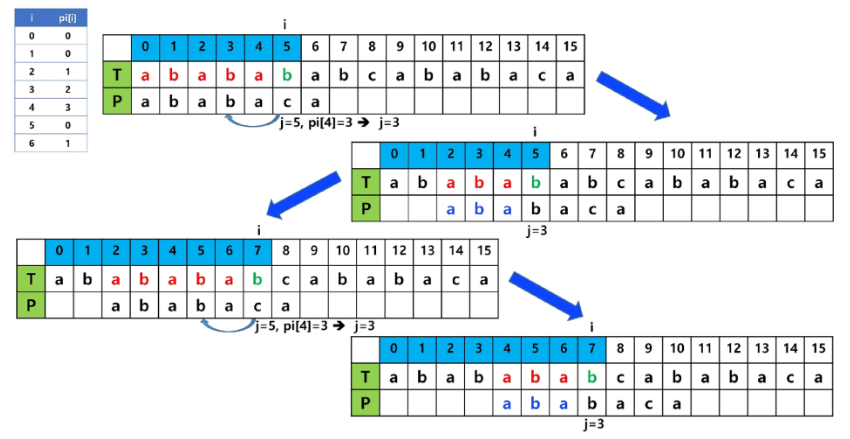 i pi[i]
0 0
1 0
2 1
3 2
4 3
5 0
6 1
i
0 1 2 3 4 5 6 7 8 9 10 11 12 13 14 15
T a b a b a b a b c a b a b a c a
P a b a b a c a
j=5, pi[4]=3 ➔ j=3
i
0 1 2 3 4 5 6 7 8 9 10 11 12 13 14 15
T a b a b a b a b c a b a b a c a
P a b a b a c a
j=3
i
0 1 2 3 4 5 6 7 8 9 10 11 12 13 14 15
T a b a b a b a b c a b a b a c a
P a b a b a c a
j=5, pi[4]=3 ➔ j=3
i
0 1 2 3 4 5 6 7 8 9 10 11 12 13 14 15
T a b a b a b a b c a b a b a c a
P a b a b a c a
j=3